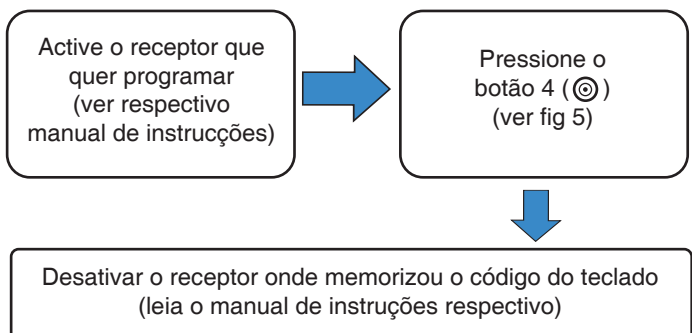 Active o receptor que
quer programar
(ver respectivo
manual de instrucções)
Pressione o
botão 4 (◎)
(ver fig 5)
Desativar o receptor onde memorizou o código do teclado
(leia o manual de instruções respectivo)